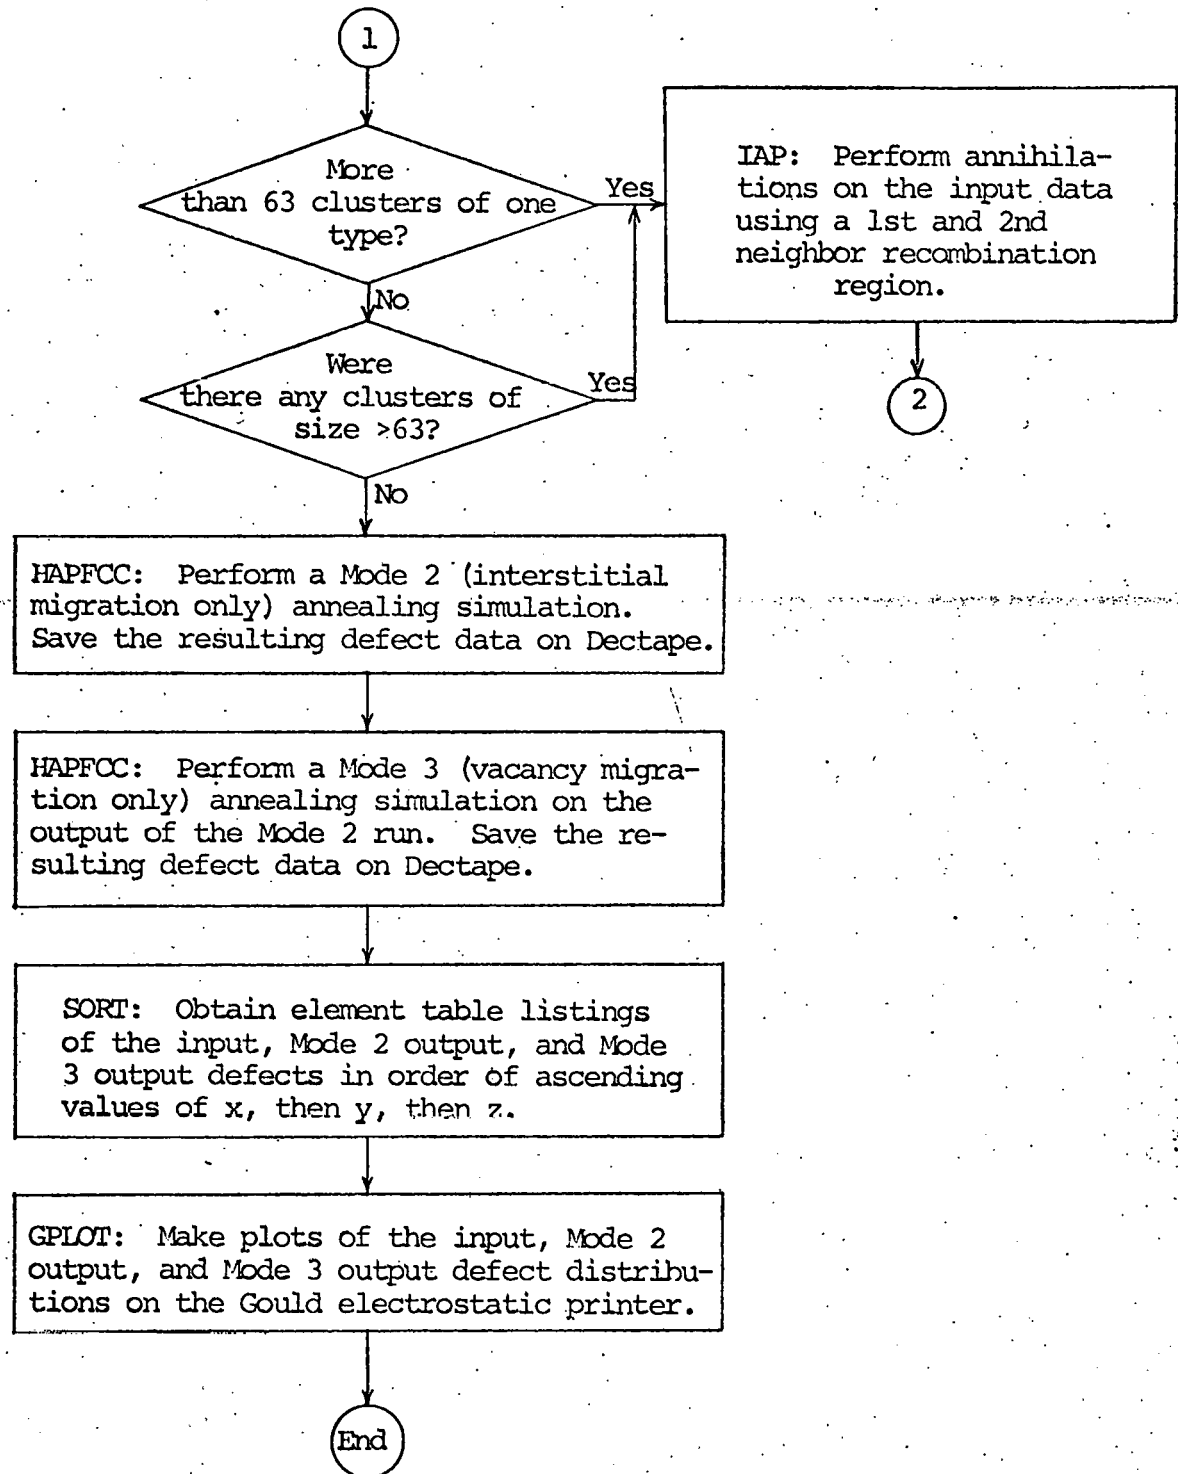 1
More
than 63 clusters of one
type?
Yes
No
IAP: Perform annihila-
tions on the input data
using a 1st and 2nd
neighbor recombination
region.
2
Were
there any clusters of
size >63?
Yes
No
HAPFCC: Perform a Mode 2 (interstitial
migration only) annealing simulation.
Save the resulting defect data on Dectape.
HAPFCC: Perform a Mode 3 (vacancy migra-
tion only) annealing simulation on the
output of the Mode 2 run. Save the re-
sulting defect data on Dectape.
SORT: Obtain element table listings
of the input, Mode 2 output, and Mode
3 output defects in order of ascending
values of x, then y, then z.
GPLOT: Make plots of the input, Mode 2
output, and Mode 3 output defect distribu-
tions on the Gould electrostatic printer.
End